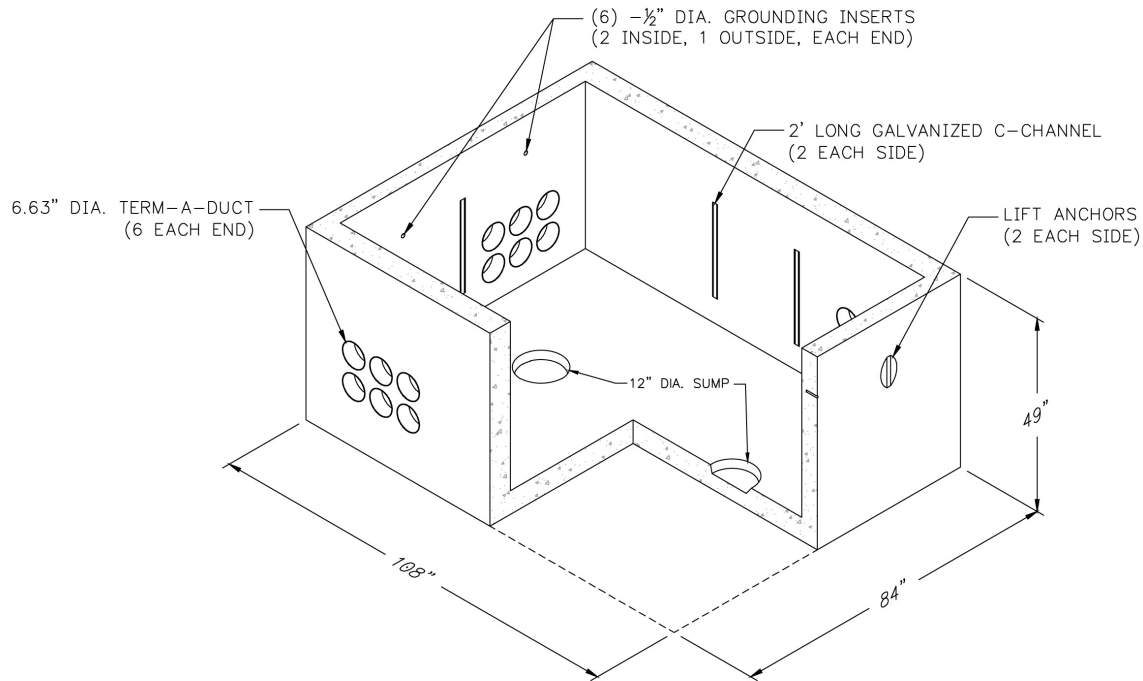 (6) -½" DIA. GROUNDING INSERTS
(2 INSIDE, 1 OUTSIDE, EACH END)
2' LONG GALVANIZED C-CHANNEL
(2 EACH SIDE)
6.63" DIA. TERM-A-DUCT
(6 EACH END)
LIFT ANCHORS
(2 EACH SIDE)
12" DIA. SUMP
49"
108"
84"